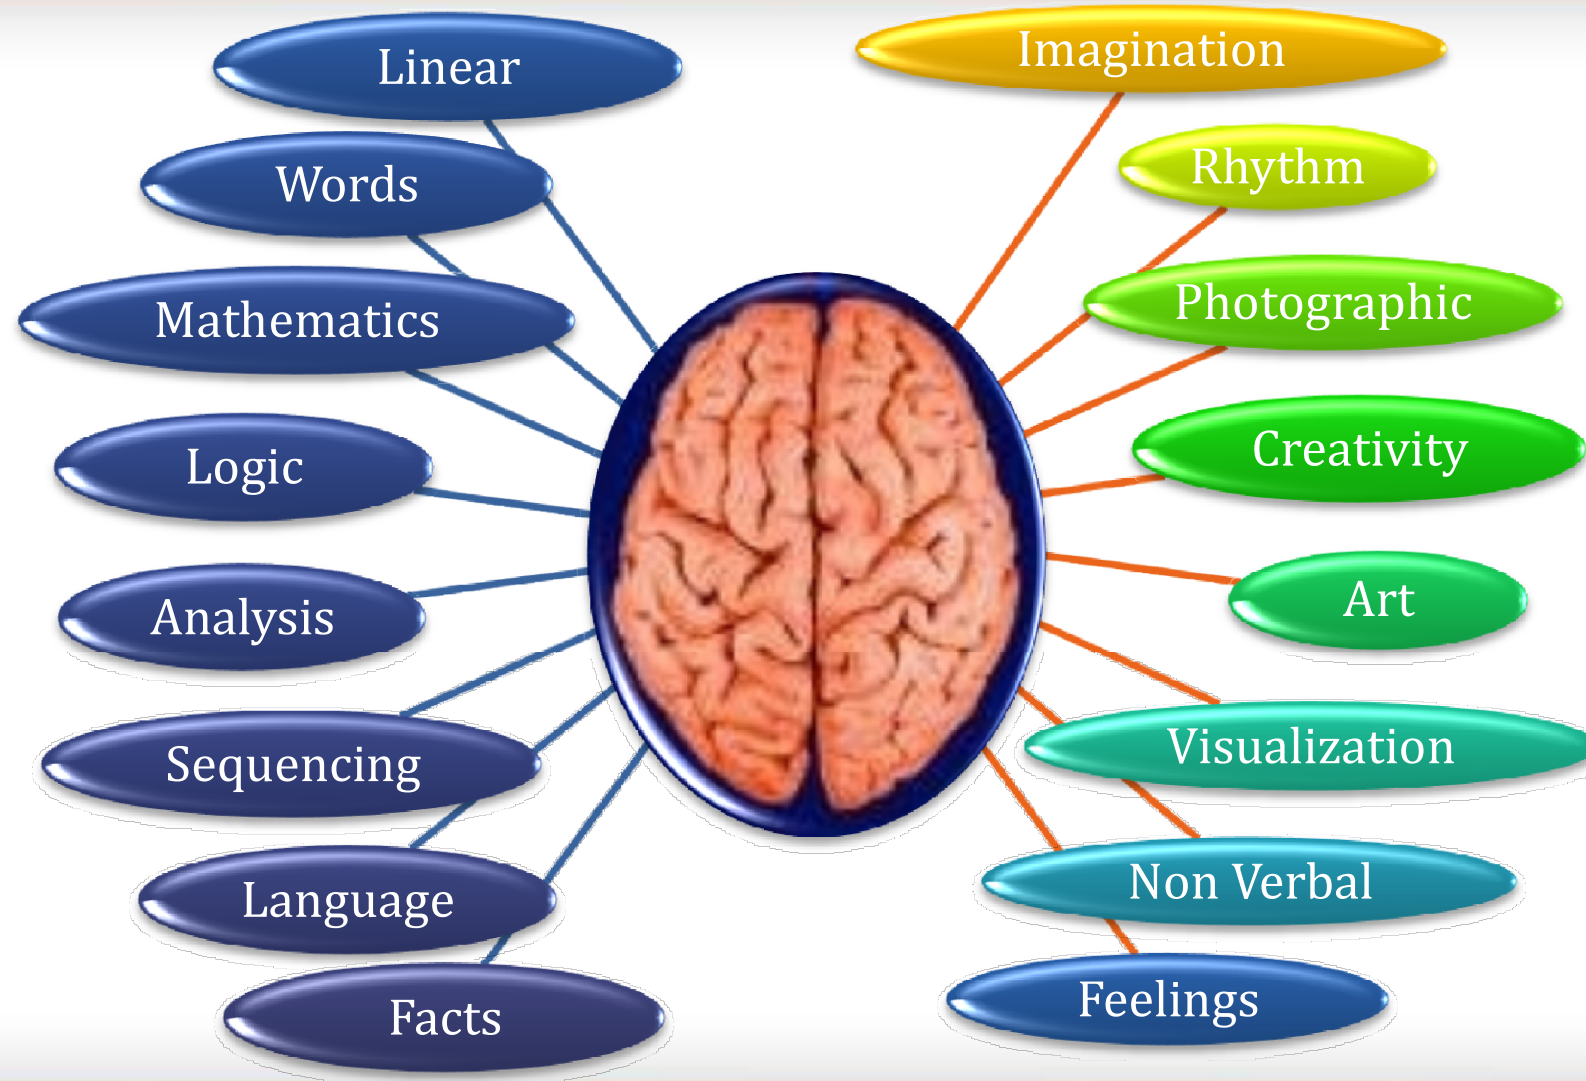 Linear
Words
Mathematics
Logic
Analysis
Sequencing
Language
Facts
Imagination
Rhythm
Photographic
Creativity
Art
Visualization
Non Verbal
Feelings